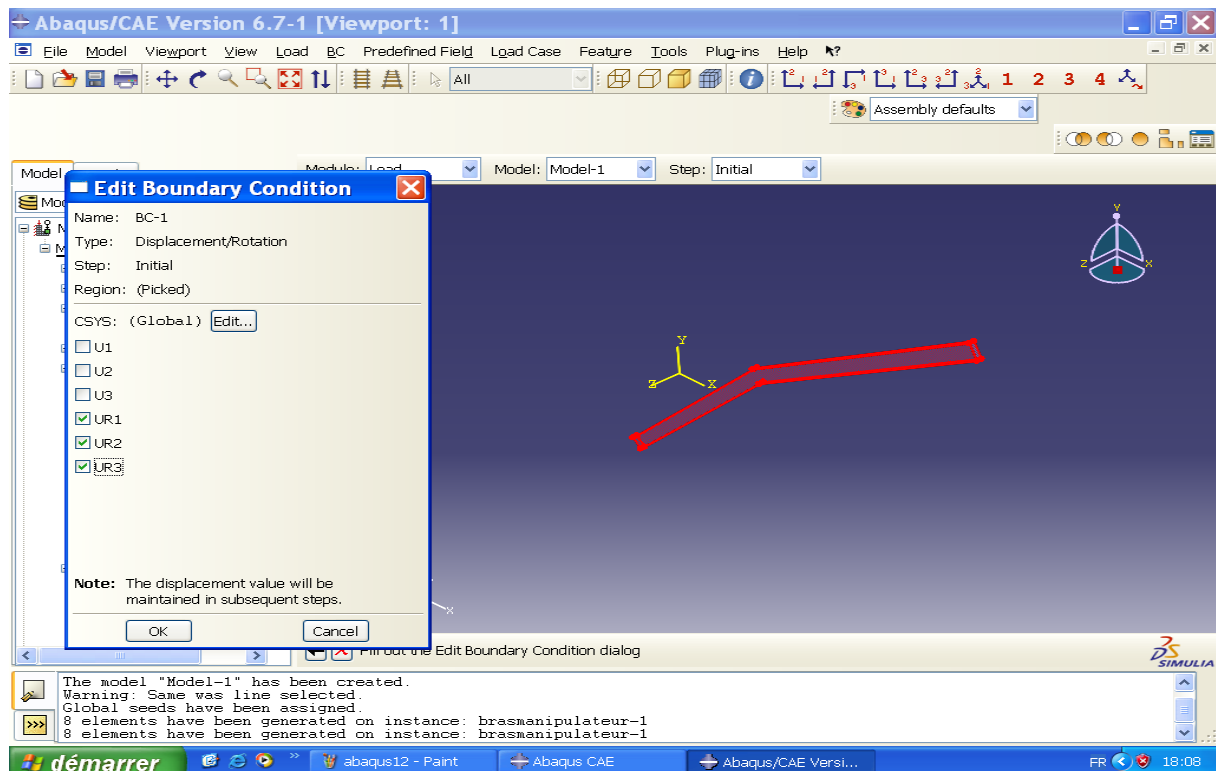 Abaqus/CAE Version 6.7-1 [Viewport: 1]
File Model Viewport View Load BC Predefined Field Load Case Feature Tools Plug-ins Help
All 1 2 3 4
Assembly defaults
Model Load Model: Model-1 Step: Initial
Edit Boundary Condition
Name: BC-1
Type: Displacement/Rotation
Step: Initial
Region: (Picked)
CSYS: (Global) Edit...
U1
U2
U3
UR1
UR2
UR3
Note: The displacement value will be
maintained in subsequent steps.
OK Cancel
Y
Z X
Y
Z X
X
Fill out the Edit Boundary Condition dialog
SIMULIA
The model "Model-1" has been created.
Warning: Same was line selected.
Global seeds have been assigned.
8 elements have been generated on instance: brasmanipulateur-1
8 elements have been generated on instance: brasmanipulateur-1
>>>
démarrer » abaqus12 - Paint Abaqus CAE Abaqus/CAE Versi... FR 18:08